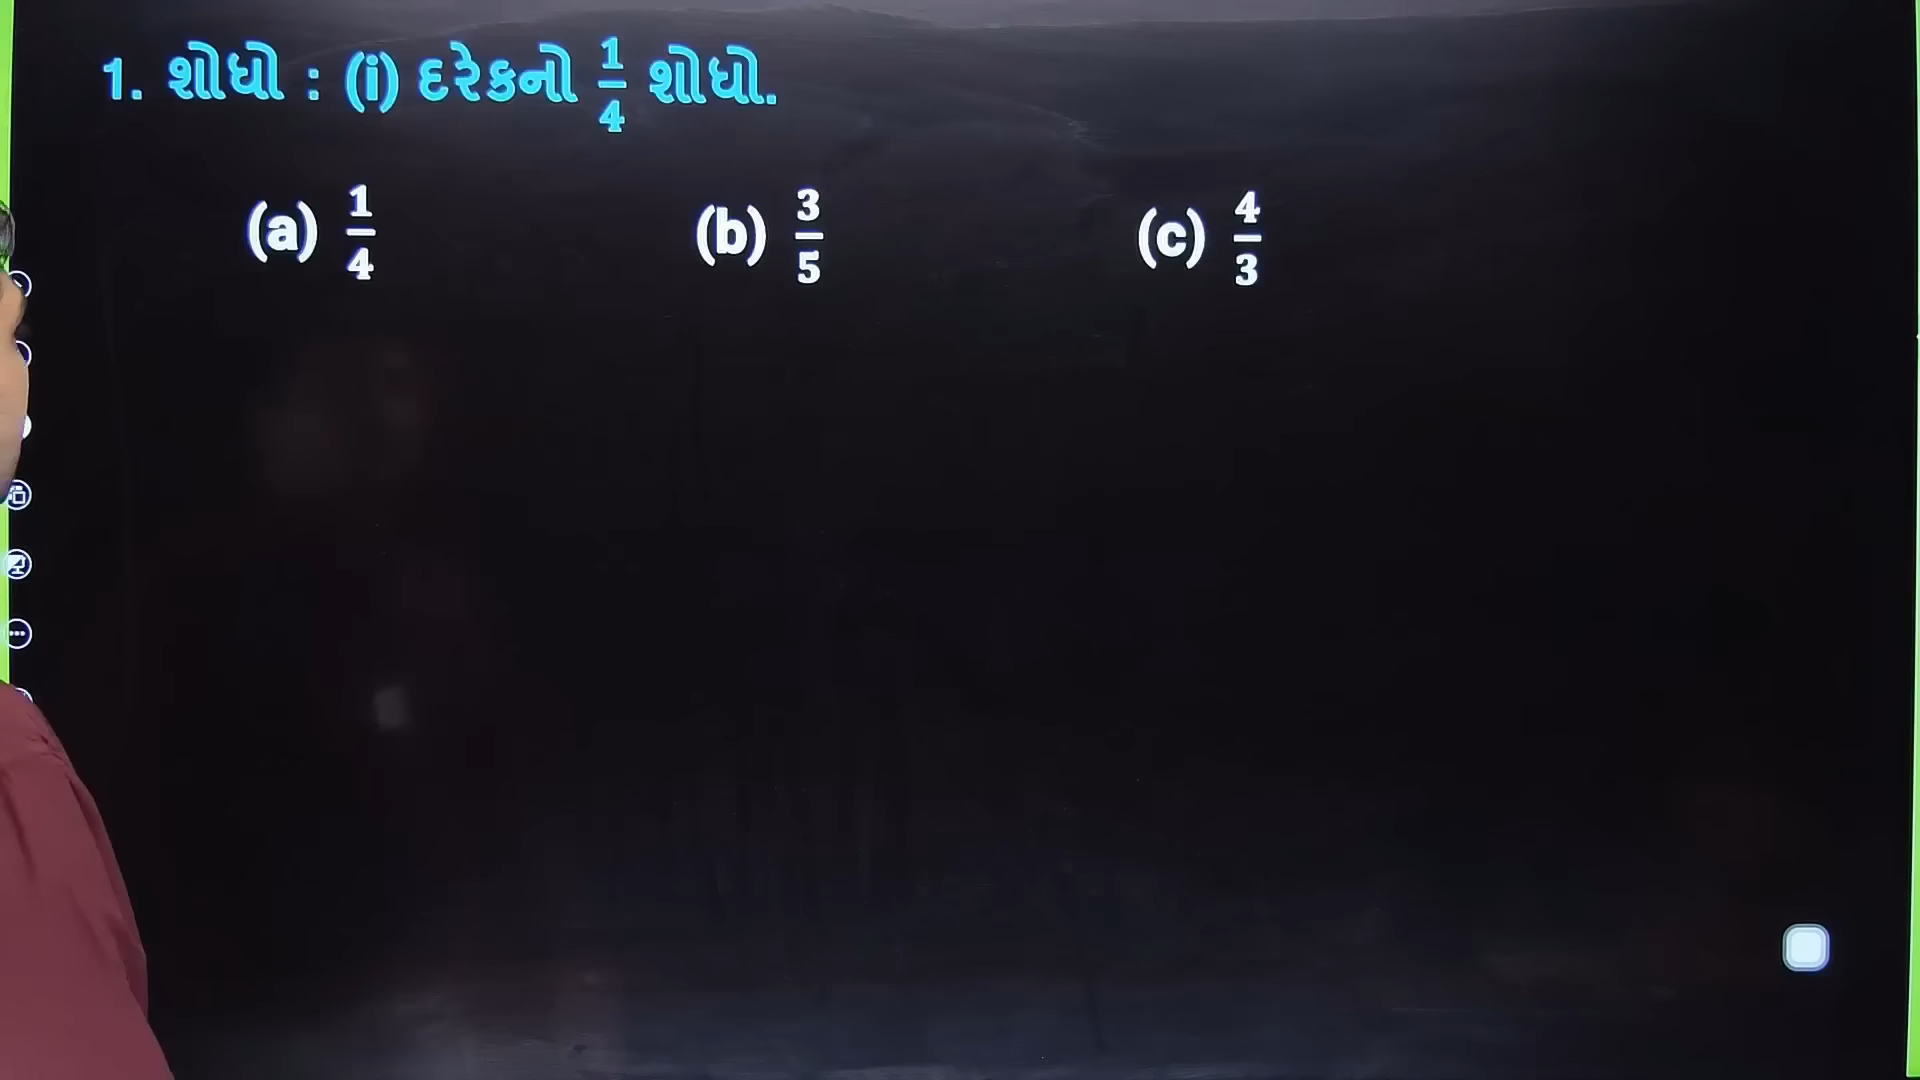 1. શોધો : (i) દરેકનો 1/4 શોધો.
(a) 1/4 (b) 3/5 (c) 4/3